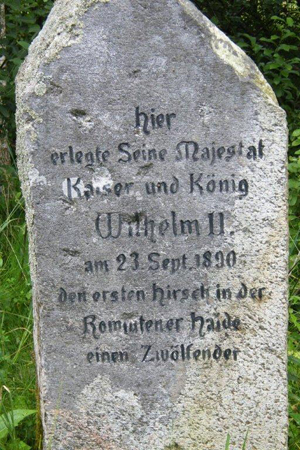 Hier
erlegte Seine Majestät
Kaiser und König
Wilhelm II.
am 23. Sept. 1890
den ersten Hirsch in der
Romintener Haide
einen Zwölfender